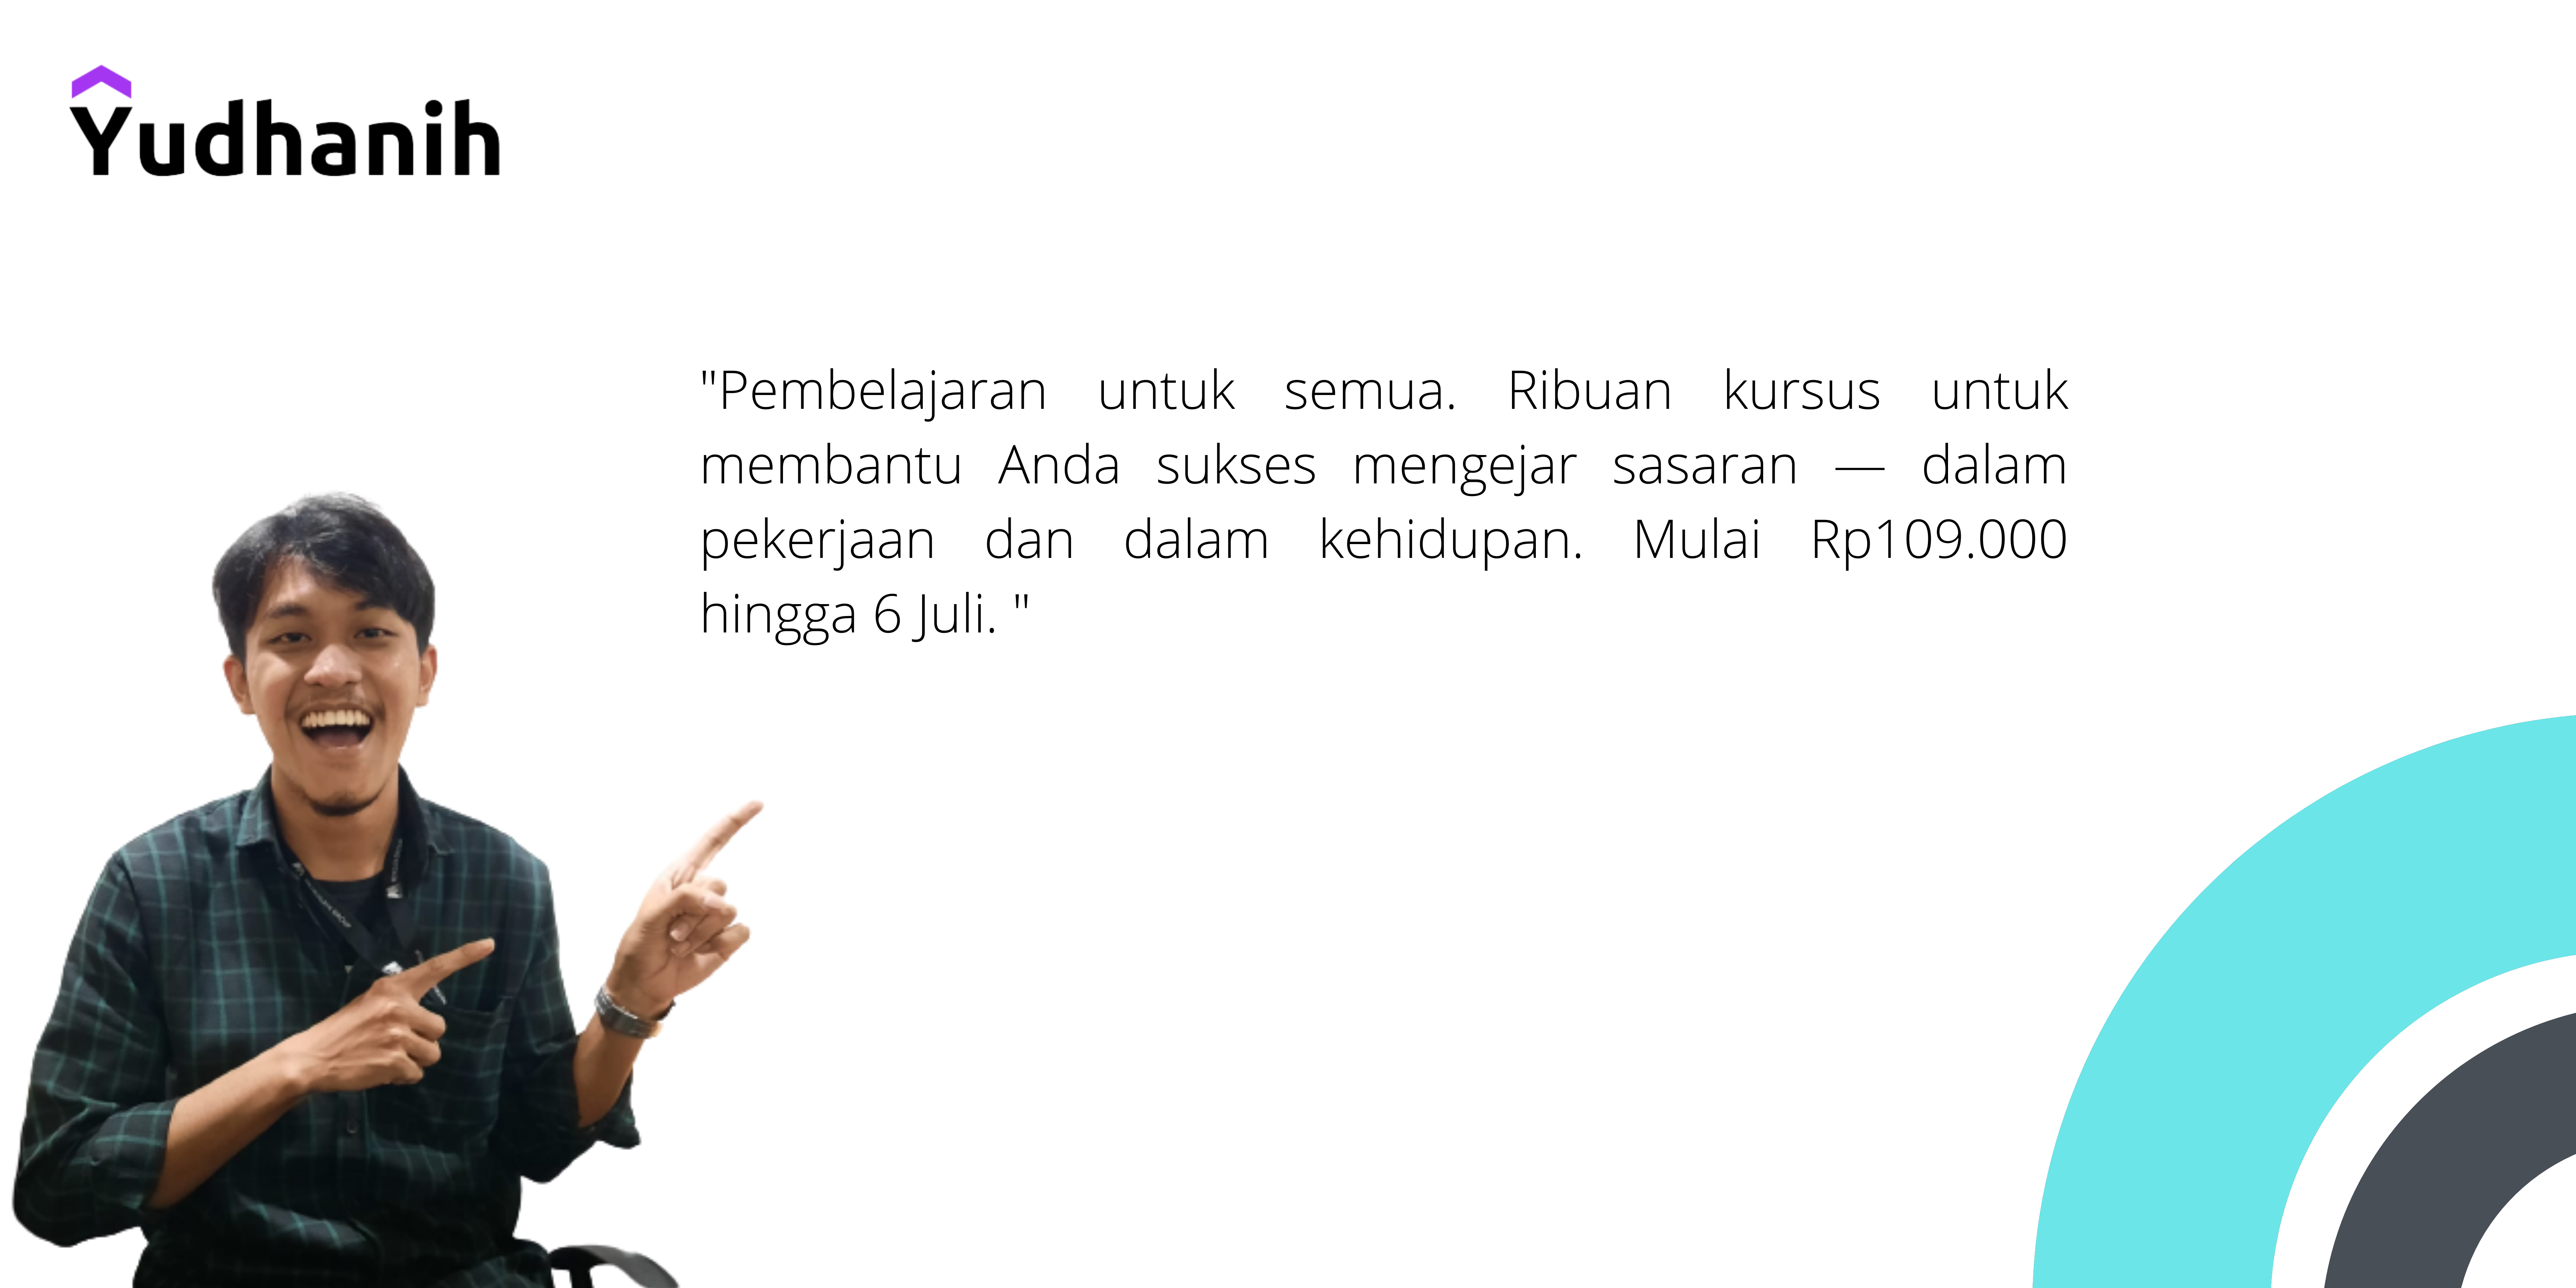 Yudhanih
"Pembelajaran untuk semua. Ribuan kursus untuk
membantu Anda sukses mengejar sasaran — dalam
pekerjaan dan dalam kehidupan. Mulai Rp109.000
hingga 6 Juli. "